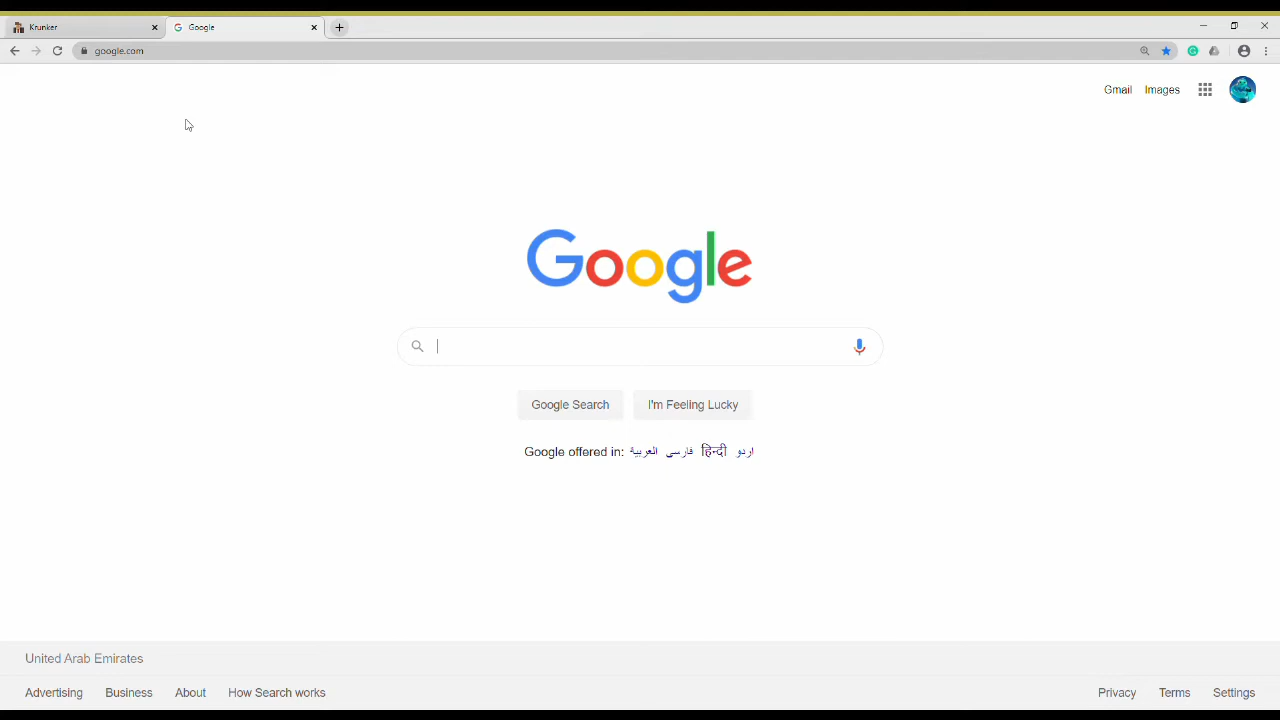 Krunker
Google
google.com
Gmail Images
Google
Google Search I'm Feeling Lucky
Google offered in: العربية فارسی हिन्दी اردو
United Arab Emirates
Advertising Business About How Search works Privacy Terms Settings